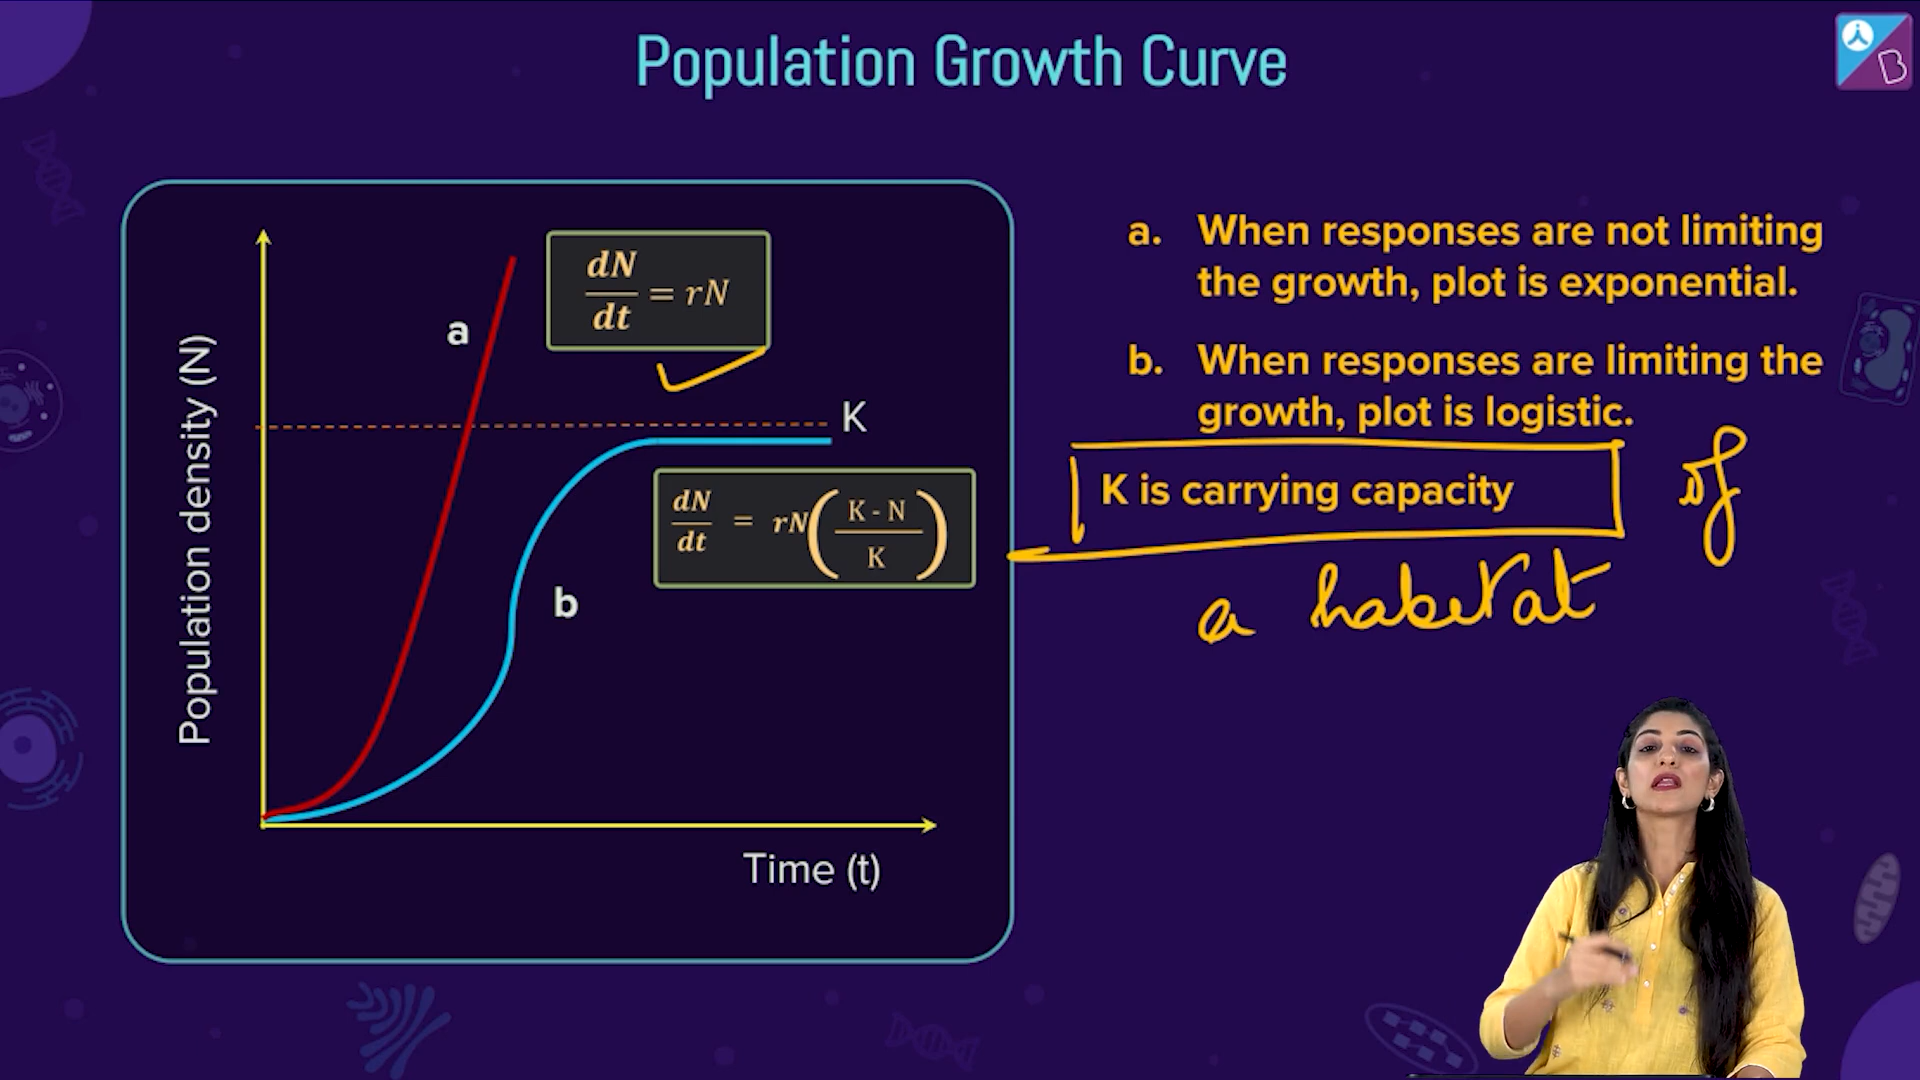 Population Growth Curve
B
a. When responses are not limiting
the growth, plot is exponential.
b. When responses are limiting the
growth, plot is logistic.
K is carrying capacity of
a habitat
Population density (N)
a
dN/dt = rN
K
dN/dt = rN(K - N/K)
b
Time (t)